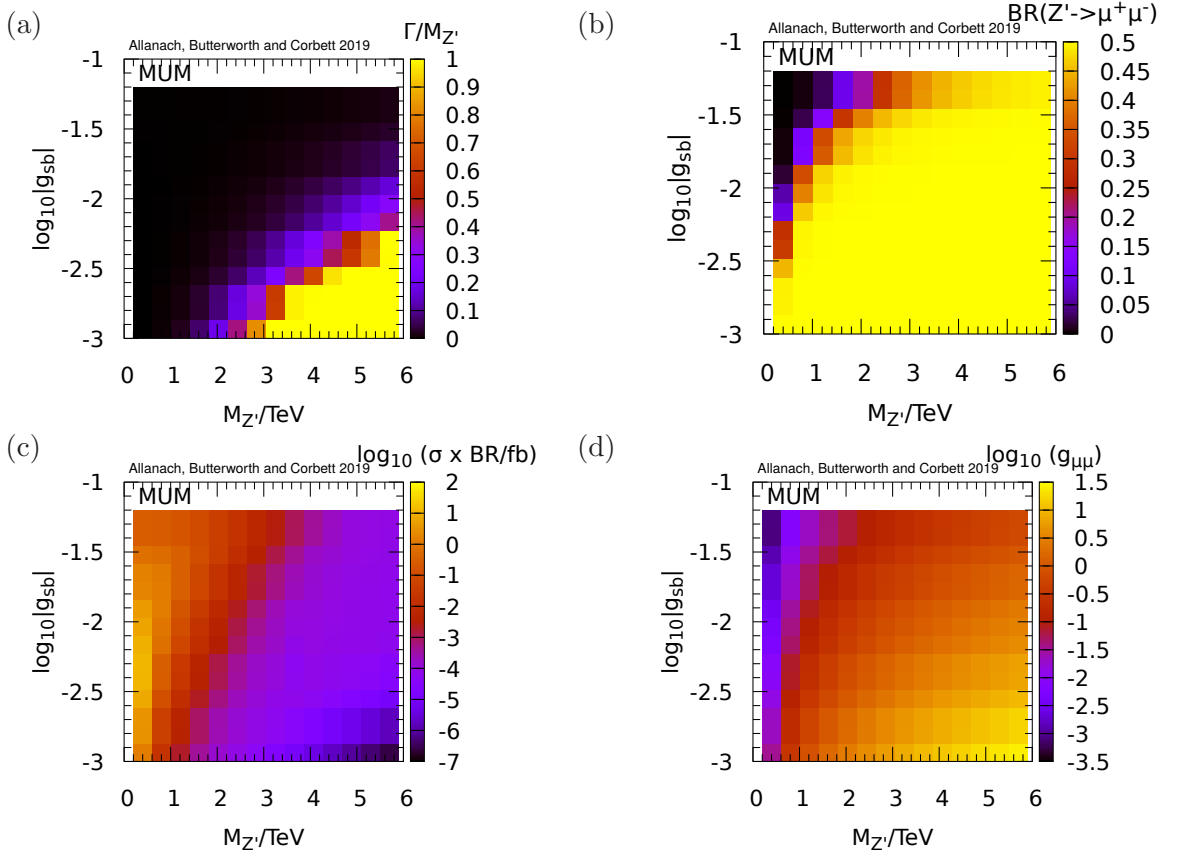 (a)
Allanach, Butterworth and Corbett 2019
Γ/M_Z'
MUM
log₁₀|g_sb|
-1
-1.5
-2
-2.5
-3
0 1 2 3 4 5 6
M_Z'/TeV
1
0.9
0.8
0.7
0.6
0.5
0.4
0.3
0.2
0.1
0
(b)
BR(Z'->μ⁺μ⁻)
Allanach, Butterworth and Corbett 2019
MUM
log₁₀|g_sb|
-1
-1.5
-2
-2.5
-3
0 1 2 3 4 5 6
M_Z'/TeV
0.5
0.45
0.4
0.35
0.3
0.25
0.2
0.15
0.1
0.05
0
(c)
log₁₀ (σ x BR/fb)
Allanach, Butterworth and Corbett 2019
MUM
log₁₀|g_sb|
-1
-1.5
-2
-2.5
-3
0 1 2 3 4 5 6
M_Z'/TeV
2
1
0
-1
-2
-3
-4
-5
-6
-7
(d)
log₁₀ (g_μμ)
Allanach, Butterworth and Corbett 2019
MUM
log₁₀|g_sb|
-1
-1.5
-2
-2.5
-3
0 1 2 3 4 5 6
M_Z'/TeV
1.5
1
0.5
0
-0.5
-1
-1.5
-2
-2.5
-3
-3.5